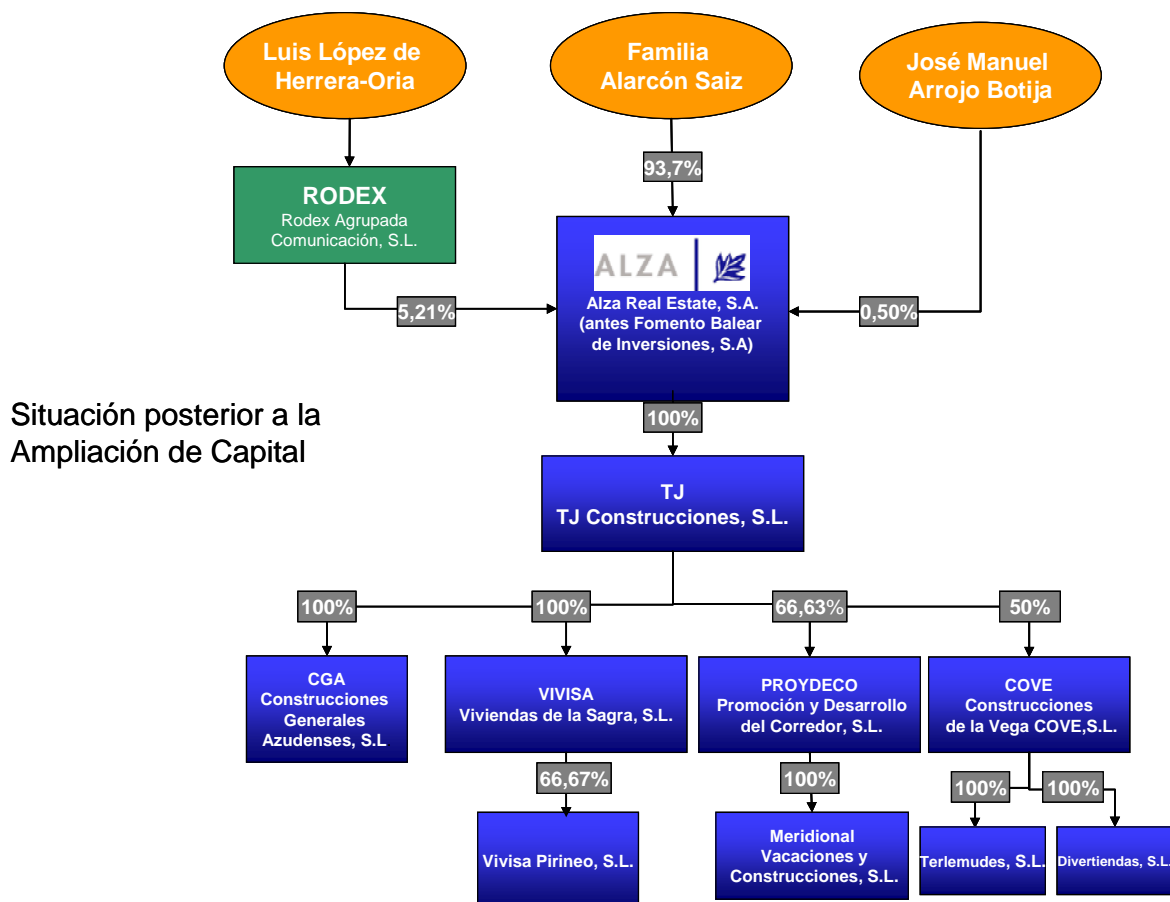 Luis López de
Herrera-Oria
Familia
Alarcón Saiz
José Manuel
Arrojo Botija
93,7%
RODEX
Rodex Agrupada
Comunicación, S.L.
ALZA
Alza Real Estate, S.A.
(antes Fomento Balear
de Inversiones, S.A)
5,21%
0,50%
Situación posterior a la
Ampliación de Capital
100%
TJ
TJ Construcciones, S.L.
100%
100%
66,63%
50%
CGA
Construcciones
Generales
Azudenses, S.L
VIVISA
Viviendas de la Sagra, S.L.
PROYDECO
Promoción y Desarrollo
del Corredor, S.L.
COVE
Construcciones
de la Vega COVE,S.L.
66,67%
100%
100%
100%
Vivisa Pirineo, S.L.
Meridional
Vacaciones y
Construcciones, S.L.
Terlemudes, S.L.
Divertiendas, S.L.